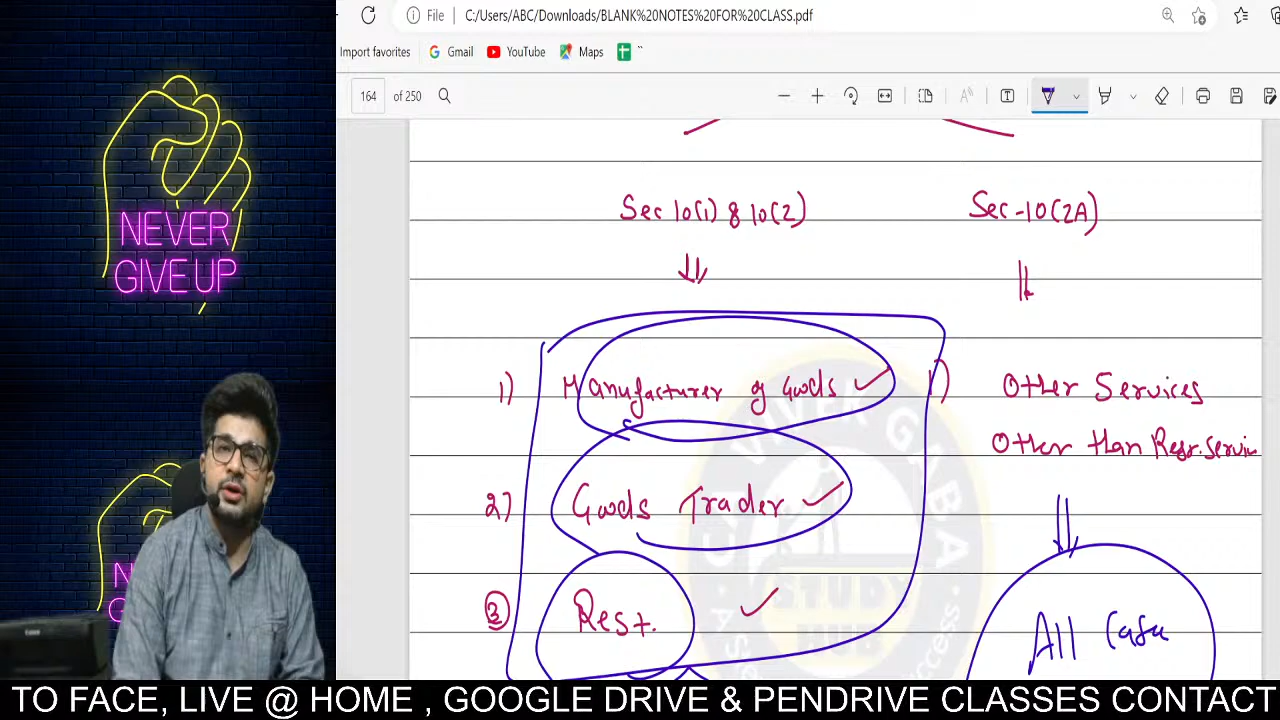 File C:/Users/ABC/Downloads/BLANK%20NOTES%20FOR%20CLASS.pdf
Import favorites Gmail YouTube Maps
164 of 250
NEVER
GIVE UP
Sec 10(1) & 10(2)
Sec-10(2A)
1) Manufacturer of Goods
1) Other Services
Other than Rest. Servic
2) Goods Trader
3 Rest.
All Case
TO FACE, LIVE @ HOME , GOOGLE DRIVE & PENDRIVE CLASSES CONTACT